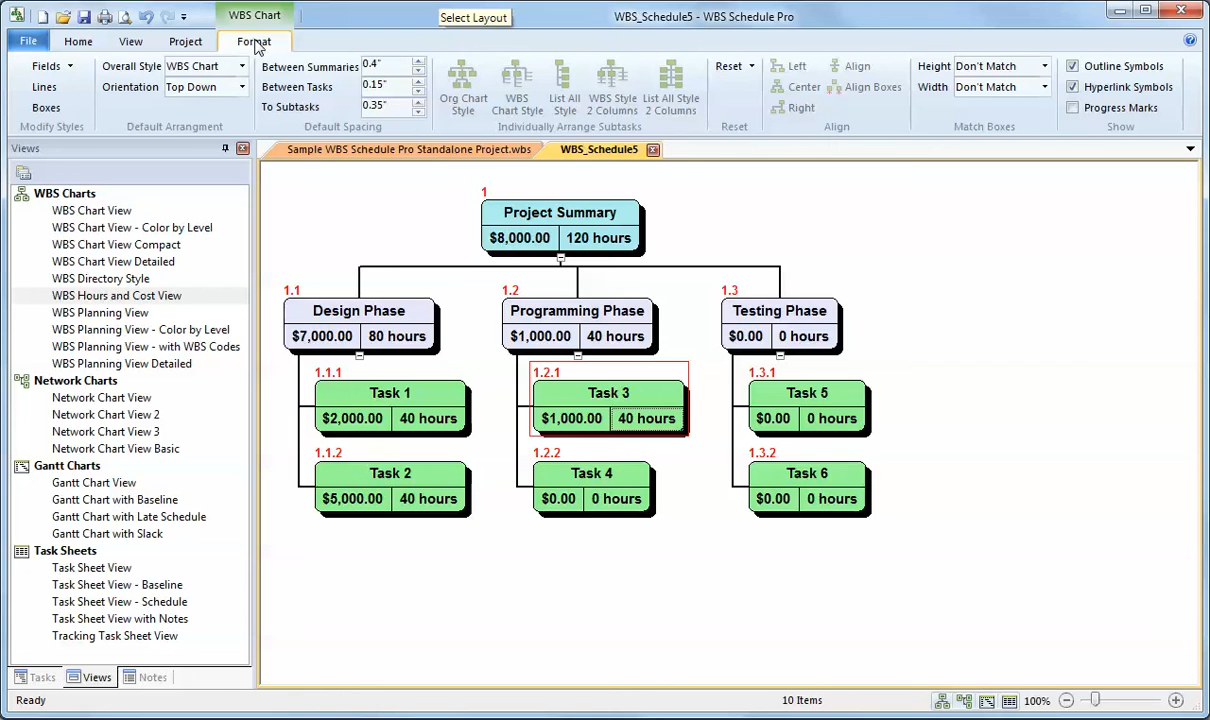 WBS Chart
Select Layout
WBS_Schedule5 - WBS Schedule Pro
File Home View Project Format
Fields
Lines
Boxes
Modify Styles
Overall Style WBS Chart
Orientation Top Down
Default Arrangment
Between Summaries 0.4"
Between Tasks 0.15"
To Subtasks 0.35"
Default Spacing
Org Chart Style
WBS Chart Style
List All Style
WBS Style 2 Columns
List All Style 2 Columns
Individually Arrange Subtasks
Reset
Reset
Left Align
Center Align Boxes
Right
Align
Height Don't Match
Width Don't Match
Match Boxes
Outline Symbols
Hyperlink Symbols
Progress Marks
Show
Views
Sample WBS Schedule Pro Standalone Project.wbs
WBS_Schedule5
WBS Charts
WBS Chart View
WBS Chart View - Color by Level
WBS Chart View Compact
WBS Chart View Detailed
WBS Directory Style
WBS Hours and Cost View
WBS Planning View
WBS Planning View - Color by Level
WBS Planning View - with WBS Codes
WBS Planning View Detailed
Network Charts
Network Chart View
Network Chart View 2
Network Chart View 3
Network Chart View Basic
Gantt Charts
Gantt Chart View
Gantt Chart with Baseline
Gantt Chart with Late Schedule
Gantt Chart with Slack
Task Sheets
Task Sheet View
Task Sheet View - Baseline
Task Sheet View - Schedule
Task Sheet View with Notes
Tracking Task Sheet View
Tasks Views Notes
1
Project Summary
$8,000.00 120 hours
1.1
Design Phase
$7,000.00 80 hours
1.2
Programming Phase
$1,000.00 40 hours
1.3
Testing Phase
$0.00 0 hours
1.1.1
Task 1
$2,000.00 40 hours
1.2.1
Task 3
$1,000.00 40 hours
1.3.1
Task 5
$0.00 0 hours
1.1.2
Task 2
$5,000.00 40 hours
1.2.2
Task 4
$0.00 0 hours
1.3.2
Task 6
$0.00 0 hours
Ready
10 Items
100%